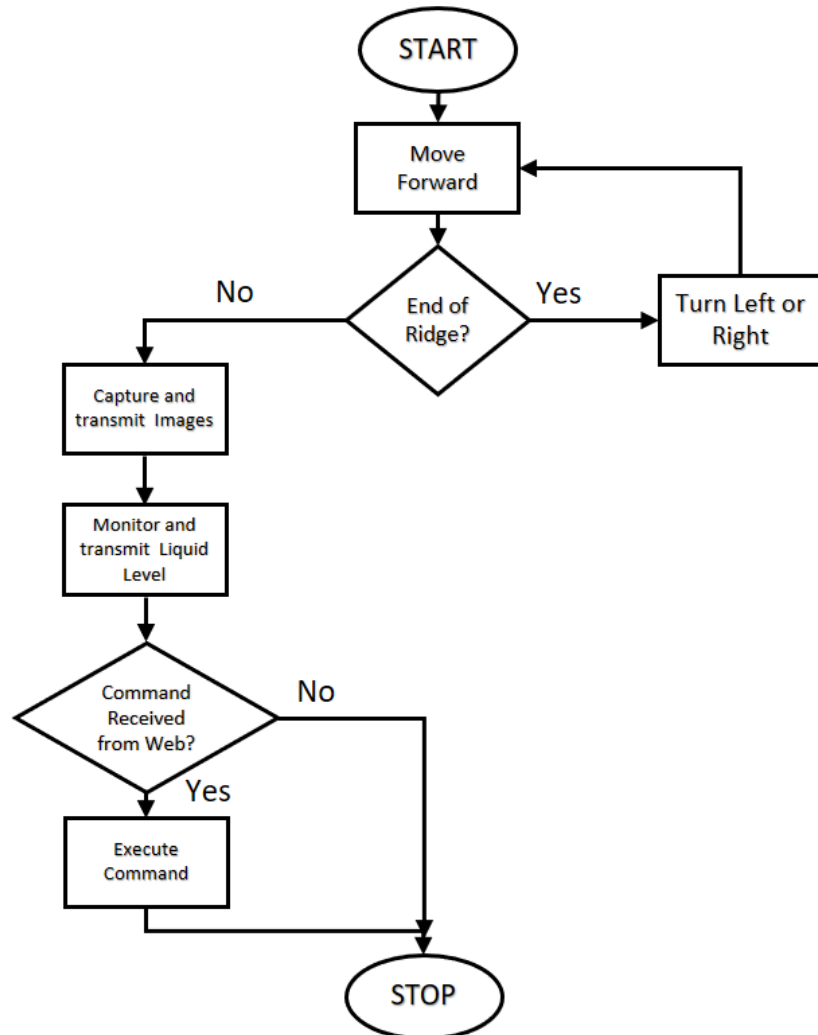 START
Move
Forward
No
End of
Ridge?
Yes
Turn Left or
Right
Capture and
transmit Images
Monitor and
transmit Liquid
Level
Command
Received
from Web?
No
Yes
Execute
Command
STOP